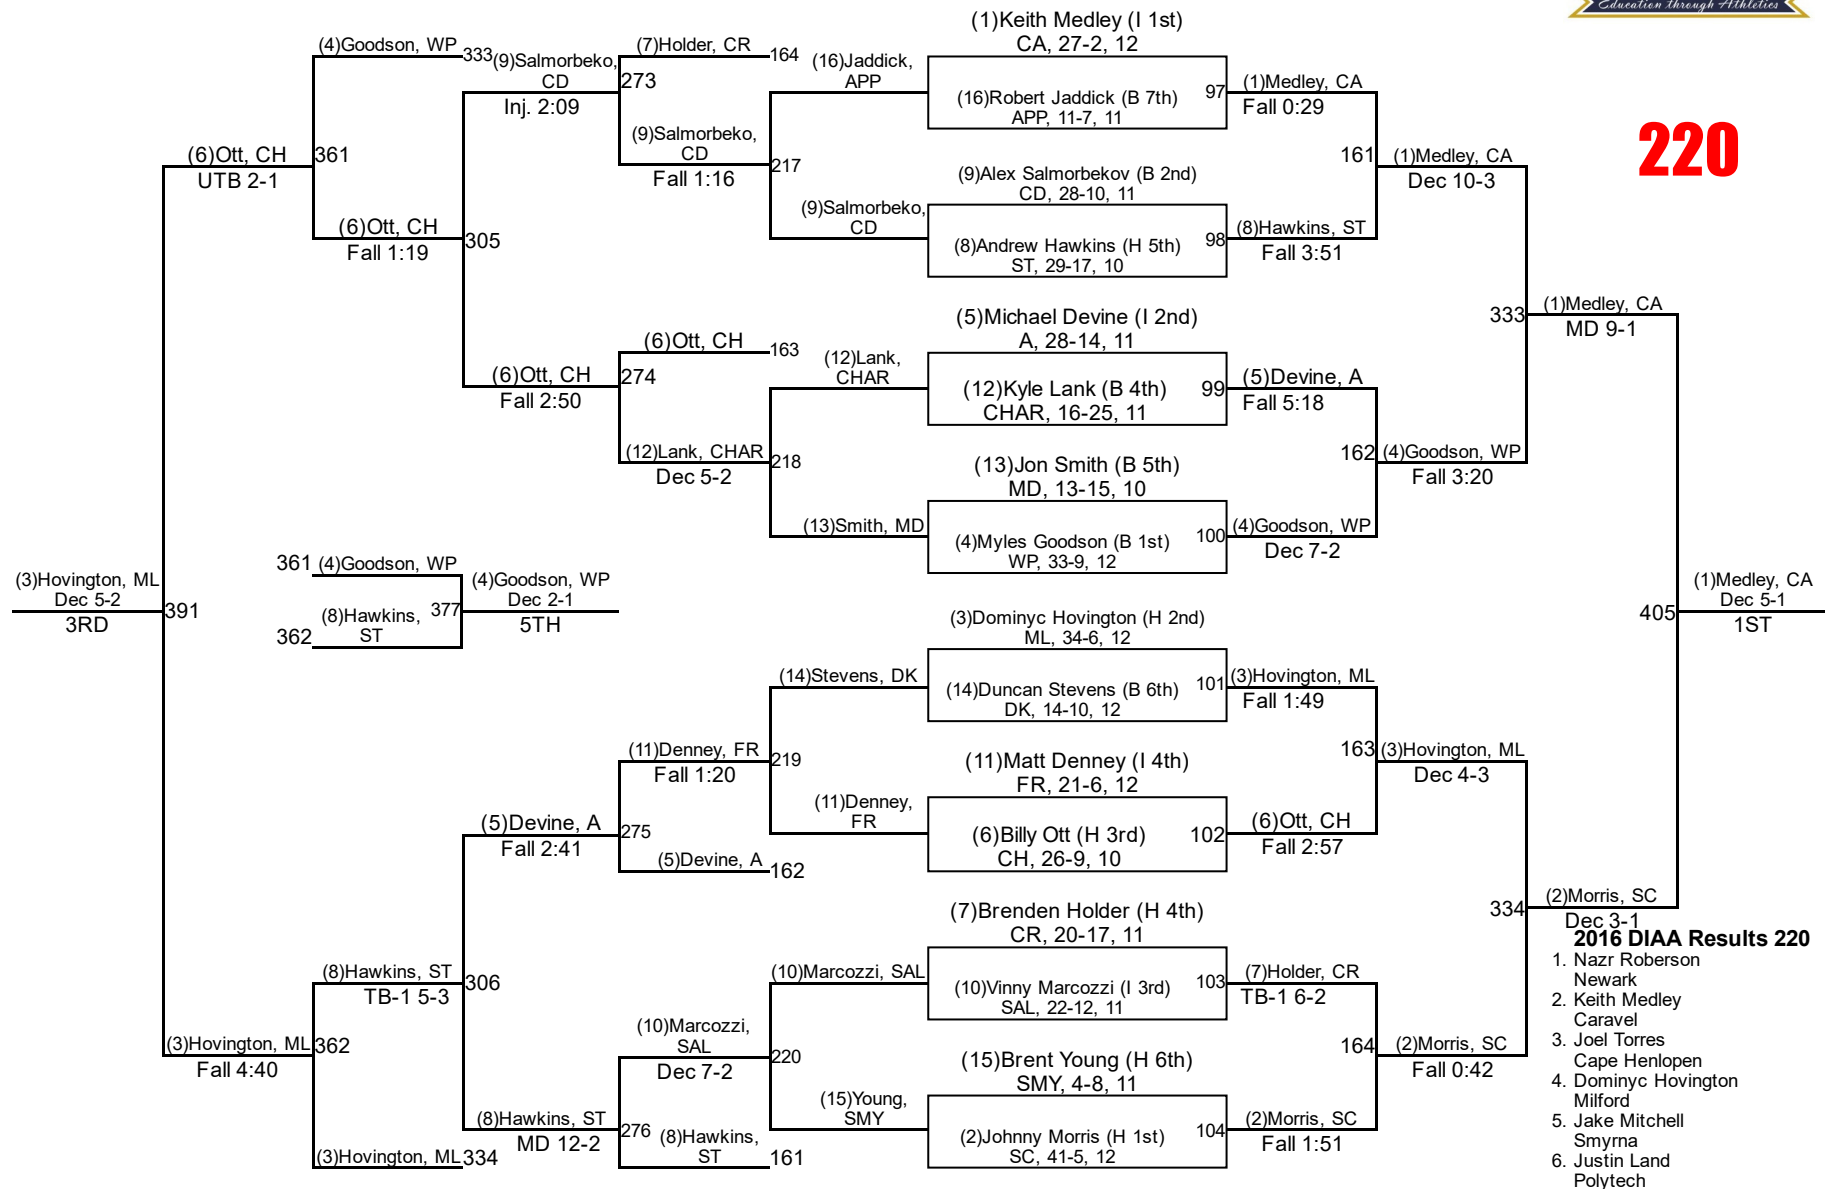 Education through Athletics
220
(1)Keith Medley (I 1st)
CA, 27-2, 12
(16)Robert Jaddick (B 7th)
APP, 11-7, 11
97
(9)Alex Salmorbekov (B 2nd)
CD, 28-10, 11
(8)Andrew Hawkins (H 5th)
ST, 29-17, 10
98
(5)Michael Devine (I 2nd)
A, 28-14, 11
(12)Kyle Lank (B 4th)
CHAR, 16-25, 11
99
(13)Jon Smith (B 5th)
MD, 13-15, 10
(4)Myles Goodson (B 1st)
WP, 33-9, 12
100
(3)Dominyc Hovington (H 2nd)
ML, 34-6, 12
(14)Duncan Stevens (B 6th)
DK, 14-10, 12
101
(11)Matt Denney (I 4th)
FR, 21-6, 12
(6)Billy Ott (H 3rd)
CH, 26-9, 10
102
(7)Brenden Holder (H 4th)
CR, 20-17, 11
(10)Vinny Marcozzi (I 3rd)
SAL, 22-12, 11
103
(15)Brent Young (H 6th)
SMY, 4-8, 11
(2)Johnny Morris (H 1st)
SC, 41-5, 12
104
(1)Medley, CA
Fall 0:29
161
(8)Hawkins, ST
Fall 3:51
(5)Devine, A
Fall 5:18
162
(4)Goodson, WP
Dec 7-2
(3)Hovington, ML
Fall 1:49
163
(6)Ott, CH
Fall 2:57
(7)Holder, CR
TB-1 6-2
164
(2)Morris, SC
Fall 1:51
(1)Medley, CA
Dec 10-3
333
(4)Goodson, WP
Fall 3:20
(3)Hovington, ML
Dec 4-3
334
(2)Morris, SC
Fall 0:42
(1)Medley, CA
MD 9-1
405
(2)Morris, SC
Dec 3-1
(1)Medley, CA
Dec 5-1
1ST
(16)Jaddick,
APP
217
(9)Salmorbeko,
CD
(12)Lank,
CHAR
218
(13)Smith, MD
(14)Stevens, DK
219
(11)Denney,
FR
(10)Marcozzi, SAL
220
(15)Young,
SMY
(7)Holder, CR
164
273
(9)Salmorbeko,
CD
Fall 1:16
(6)Ott, CH
163
274
(12)Lank, CHAR
Dec 5-2
(11)Denney, FR
Fall 1:20
275
(5)Devine, A
162
(10)Marcozzi,
SAL
Dec 7-2
276
(8)Hawkins,
ST
161
(9)Salmorbeko,
CD
Inj. 2:09
305
(6)Ott, CH
Fall 2:50
(5)Devine, A
Fall 2:41
306
(8)Hawkins, ST
MD 12-2
(4)Goodson, WP
333
361
(6)Ott, CH
Fall 1:19
(8)Hawkins, ST
TB-1 5-3
362
(3)Hovington, ML
334
(6)Ott, CH
UTB 2-1
391
(3)Hovington, ML
Fall 4:40
(3)Hovington, ML
Dec 5-2
3RD
361
(4)Goodson, WP
377
362
(8)Hawkins,
ST
(4)Goodson, WP
Dec 2-1
5TH
2016 DIAA Results 220
1. Nazr Roberson
Newark
2. Keith Medley
Caravel
3. Joel Torres
Cape Henlopen
4. Dominyc Hovington
Milford
5. Jake Mitchell
Smyrna
6. Justin Land
Polytech